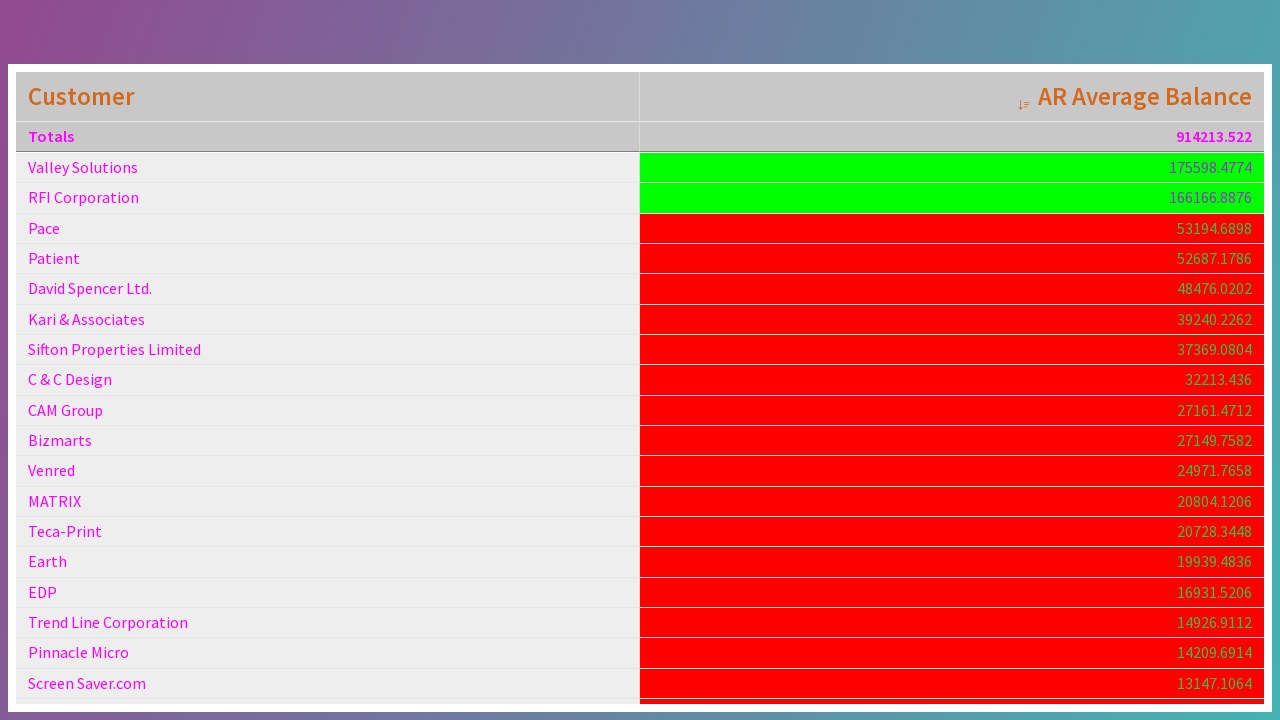 Customer AR Average Balance
Totals 914213.522
Valley Solutions 175598.4774
RFI Corporation 166166.8876
Pace 53194.6898
Patient 52687.1786
David Spencer Ltd. 48476.0202
Kari & Associates 39240.2262
Sifton Properties Limited 37369.0804
C & C Design 32213.436
CAM Group 27161.4712
Bizmarts 27149.7582
Venred 24971.7658
MATRIX 20804.1206
Teca-Print 20728.3448
Earth 19939.4836
EDP 16931.5206
Trend Line Corporation 14926.9112
Pinnacle Micro 14209.6914
Screen Saver.com 13147.1064